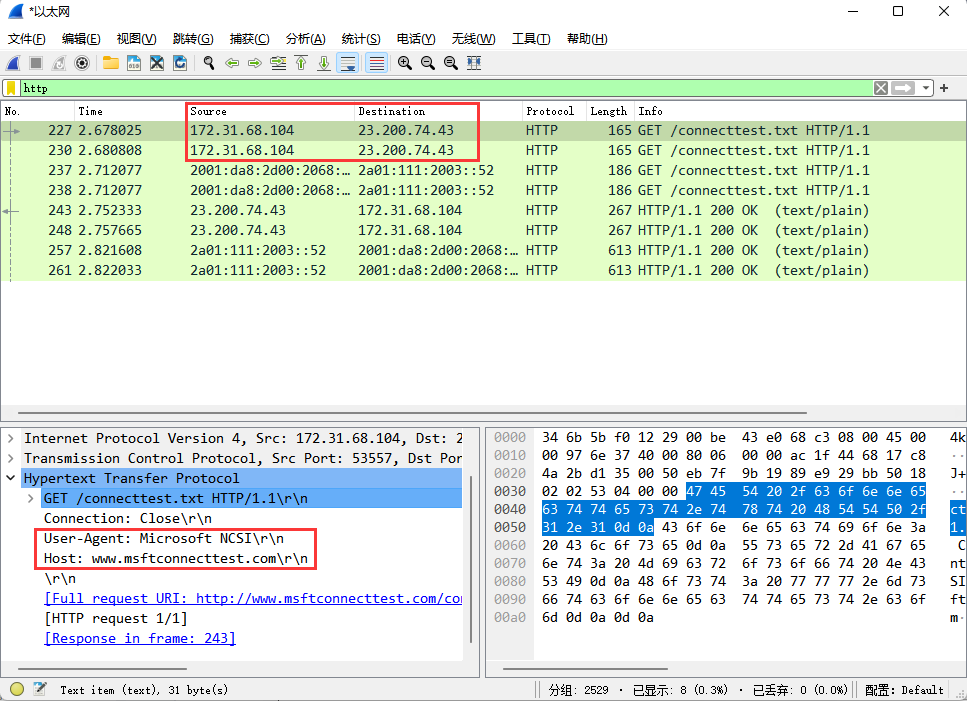 *以太网
文件(F) 编辑(E) 视图(V) 跳转(G) 捕获(C) 分析(A) 统计(S) 电话(Y) 无线(W) 工具(T) 帮助(H)
http
No. Time Source Destination Protocol Length Info
227 2.678025 172.31.68.104 23.200.74.43 HTTP 165 GET /connecttest.txt HTTP/1.1
230 2.680808 172.31.68.104 23.200.74.43 HTTP 165 GET /connecttest.txt HTTP/1.1
237 2.712077 2001:da8:2d00:2068:… 2a01:111:2003::52 HTTP 186 GET /connecttest.txt HTTP/1.1
238 2.712077 2001:da8:2d00:2068:… 2a01:111:2003::52 HTTP 186 GET /connecttest.txt HTTP/1.1
243 2.752333 23.200.74.43 172.31.68.104 HTTP 267 HTTP/1.1 200 OK (text/plain)
248 2.757665 23.200.74.43 172.31.68.104 HTTP 267 HTTP/1.1 200 OK (text/plain)
257 2.821608 2a01:111:2003::52 2001:da8:2d00:2068:… HTTP 613 HTTP/1.1 200 OK (text/plain)
261 2.822033 2a01:111:2003::52 2001:da8:2d00:2068:… HTTP 613 HTTP/1.1 200 OK (text/plain)
Internet Protocol Version 4, Src: 172.31.68.104, Dst: 2
Transmission Control Protocol, Src Port: 53557, Dst Por
Hypertext Transfer Protocol
GET /connecttest.txt HTTP/1.1\r\n
Connection: Close\r\n
User-Agent: Microsoft NCSI\r\n
Host: www.msftconnecttest.com\r\n
\r\n
[Full request URI: http://www.msftconnecttest.com/co
[HTTP request 1/1]
[Response in frame: 243]
0000 34 6b 5b f0 12 29 00 be 43 e0 68 c3 08 00 45 00 4k
0010 00 97 6e 37 40 00 80 06 00 00 ac 1f 44 68 17 c8 ··
0020 4a 2b d1 35 00 50 eb 7f 9b 19 89 e9 29 bb 50 18 J+
0030 02 02 53 04 00 00 47 45 54 20 2f 63 6f 6e 6e 65 ··
0040 63 74 74 65 73 74 2e 74 78 74 20 48 54 54 50 2f ct
0050 31 2e 31 0d 0a 43 6f 6e 6e 65 63 74 69 6f 6e 3a 1.
0060 20 43 6c 6f 73 65 0d 0a 55 73 65 72 2d 41 67 65 C
0070 6e 74 3a 20 4d 69 63 72 6f 73 6f 66 74 20 4e 43 nt
0080 53 49 0d 0a 48 6f 73 74 3a 20 77 77 77 2e 6d 73 SI
0090 66 74 63 6f 6e 6e 65 63 74 74 65 73 74 2e 63 6f ft
00a0 6d 0d 0a 0d 0a m·
Text item (text), 31 byte(s) 分组: 2529 · 已显示: 8 (0.3%) · 已丢弃: 0 (0.0%) 配置: Default